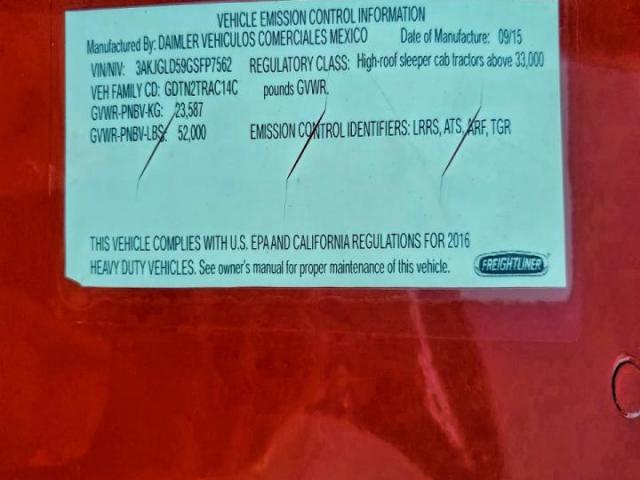 VEHICLE EMISSION CONTROL INFORMATION
Manufactured By: DAIMLER VEHICULOS COMERCIALES MEXICO Date of Manufacture: 09/15
VIN/NIV: 3AKJGLD59GSFP7562 REGULATORY CLASS: High-roof sleeper cab tractors above 33,000
VEH FAMILY CD: GDTN2TRAC14C pounds GVWR.
GVWR-PNBV-KG: 23,587
GVWR-PNBV-LBS: 52,000 EMISSION CONTROL IDENTIFIERS: LRRS, ATS, ARF, TGR
THIS VEHICLE COMPLIES WITH U.S. EPA AND CALIFORNIA REGULATIONS FOR 2016
HEAVY DUTY VEHICLES. See owner's manual for proper maintenance of this vehicle. FREIGHTLINER